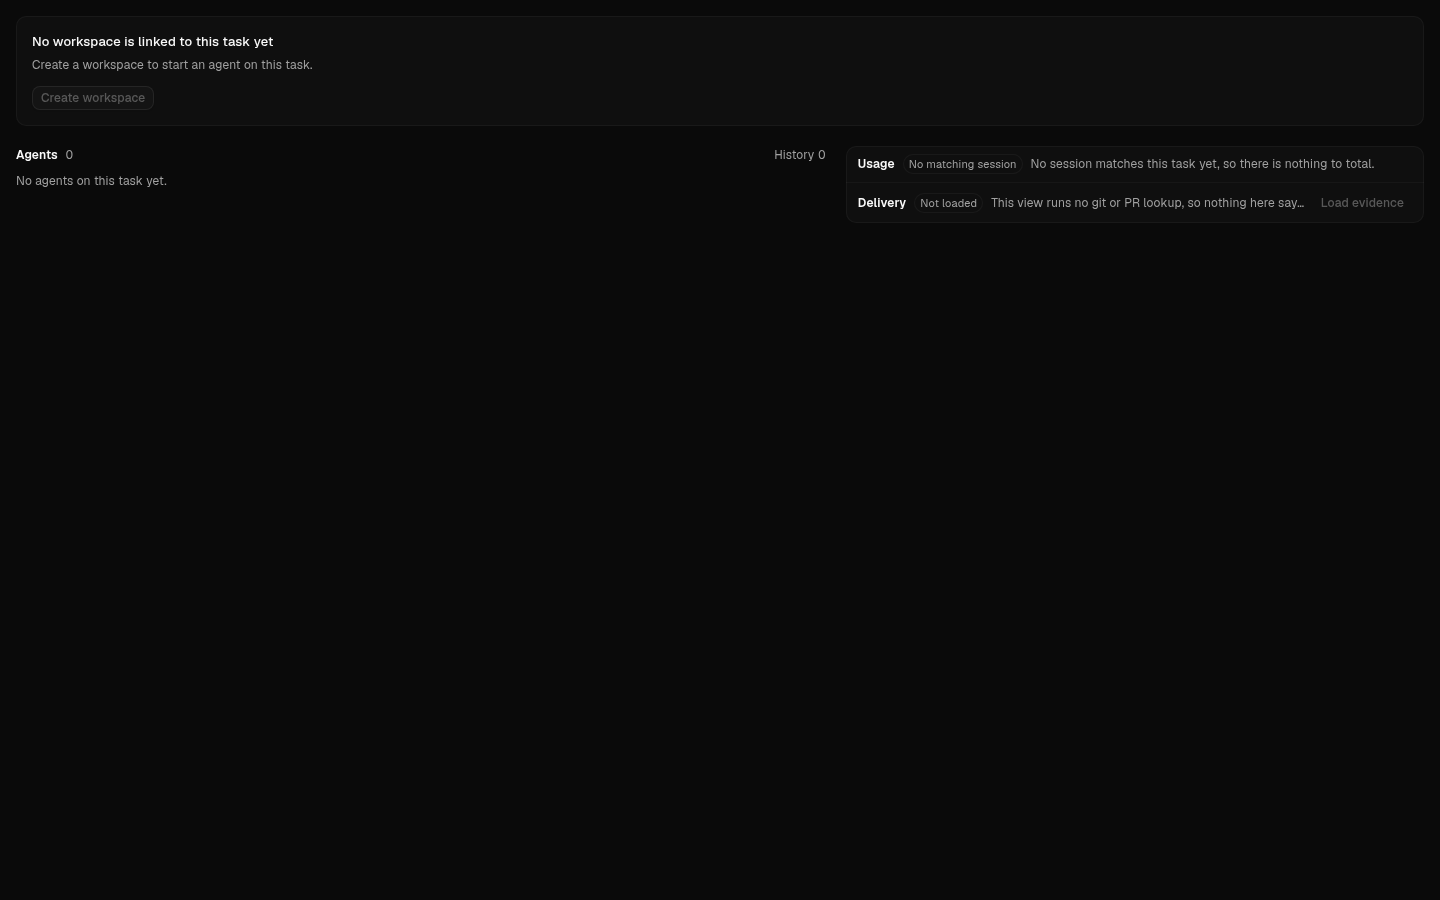 No workspace is linked to this task yet
Create a workspace to start an agent on this task.
Create workspace
Agents 0
History 0
No agents on this task yet.
Usage No matching session No session matches this task yet, so there is nothing to total.
Delivery Not loaded This view runs no git or PR lookup, so nothing here say… Load evidence